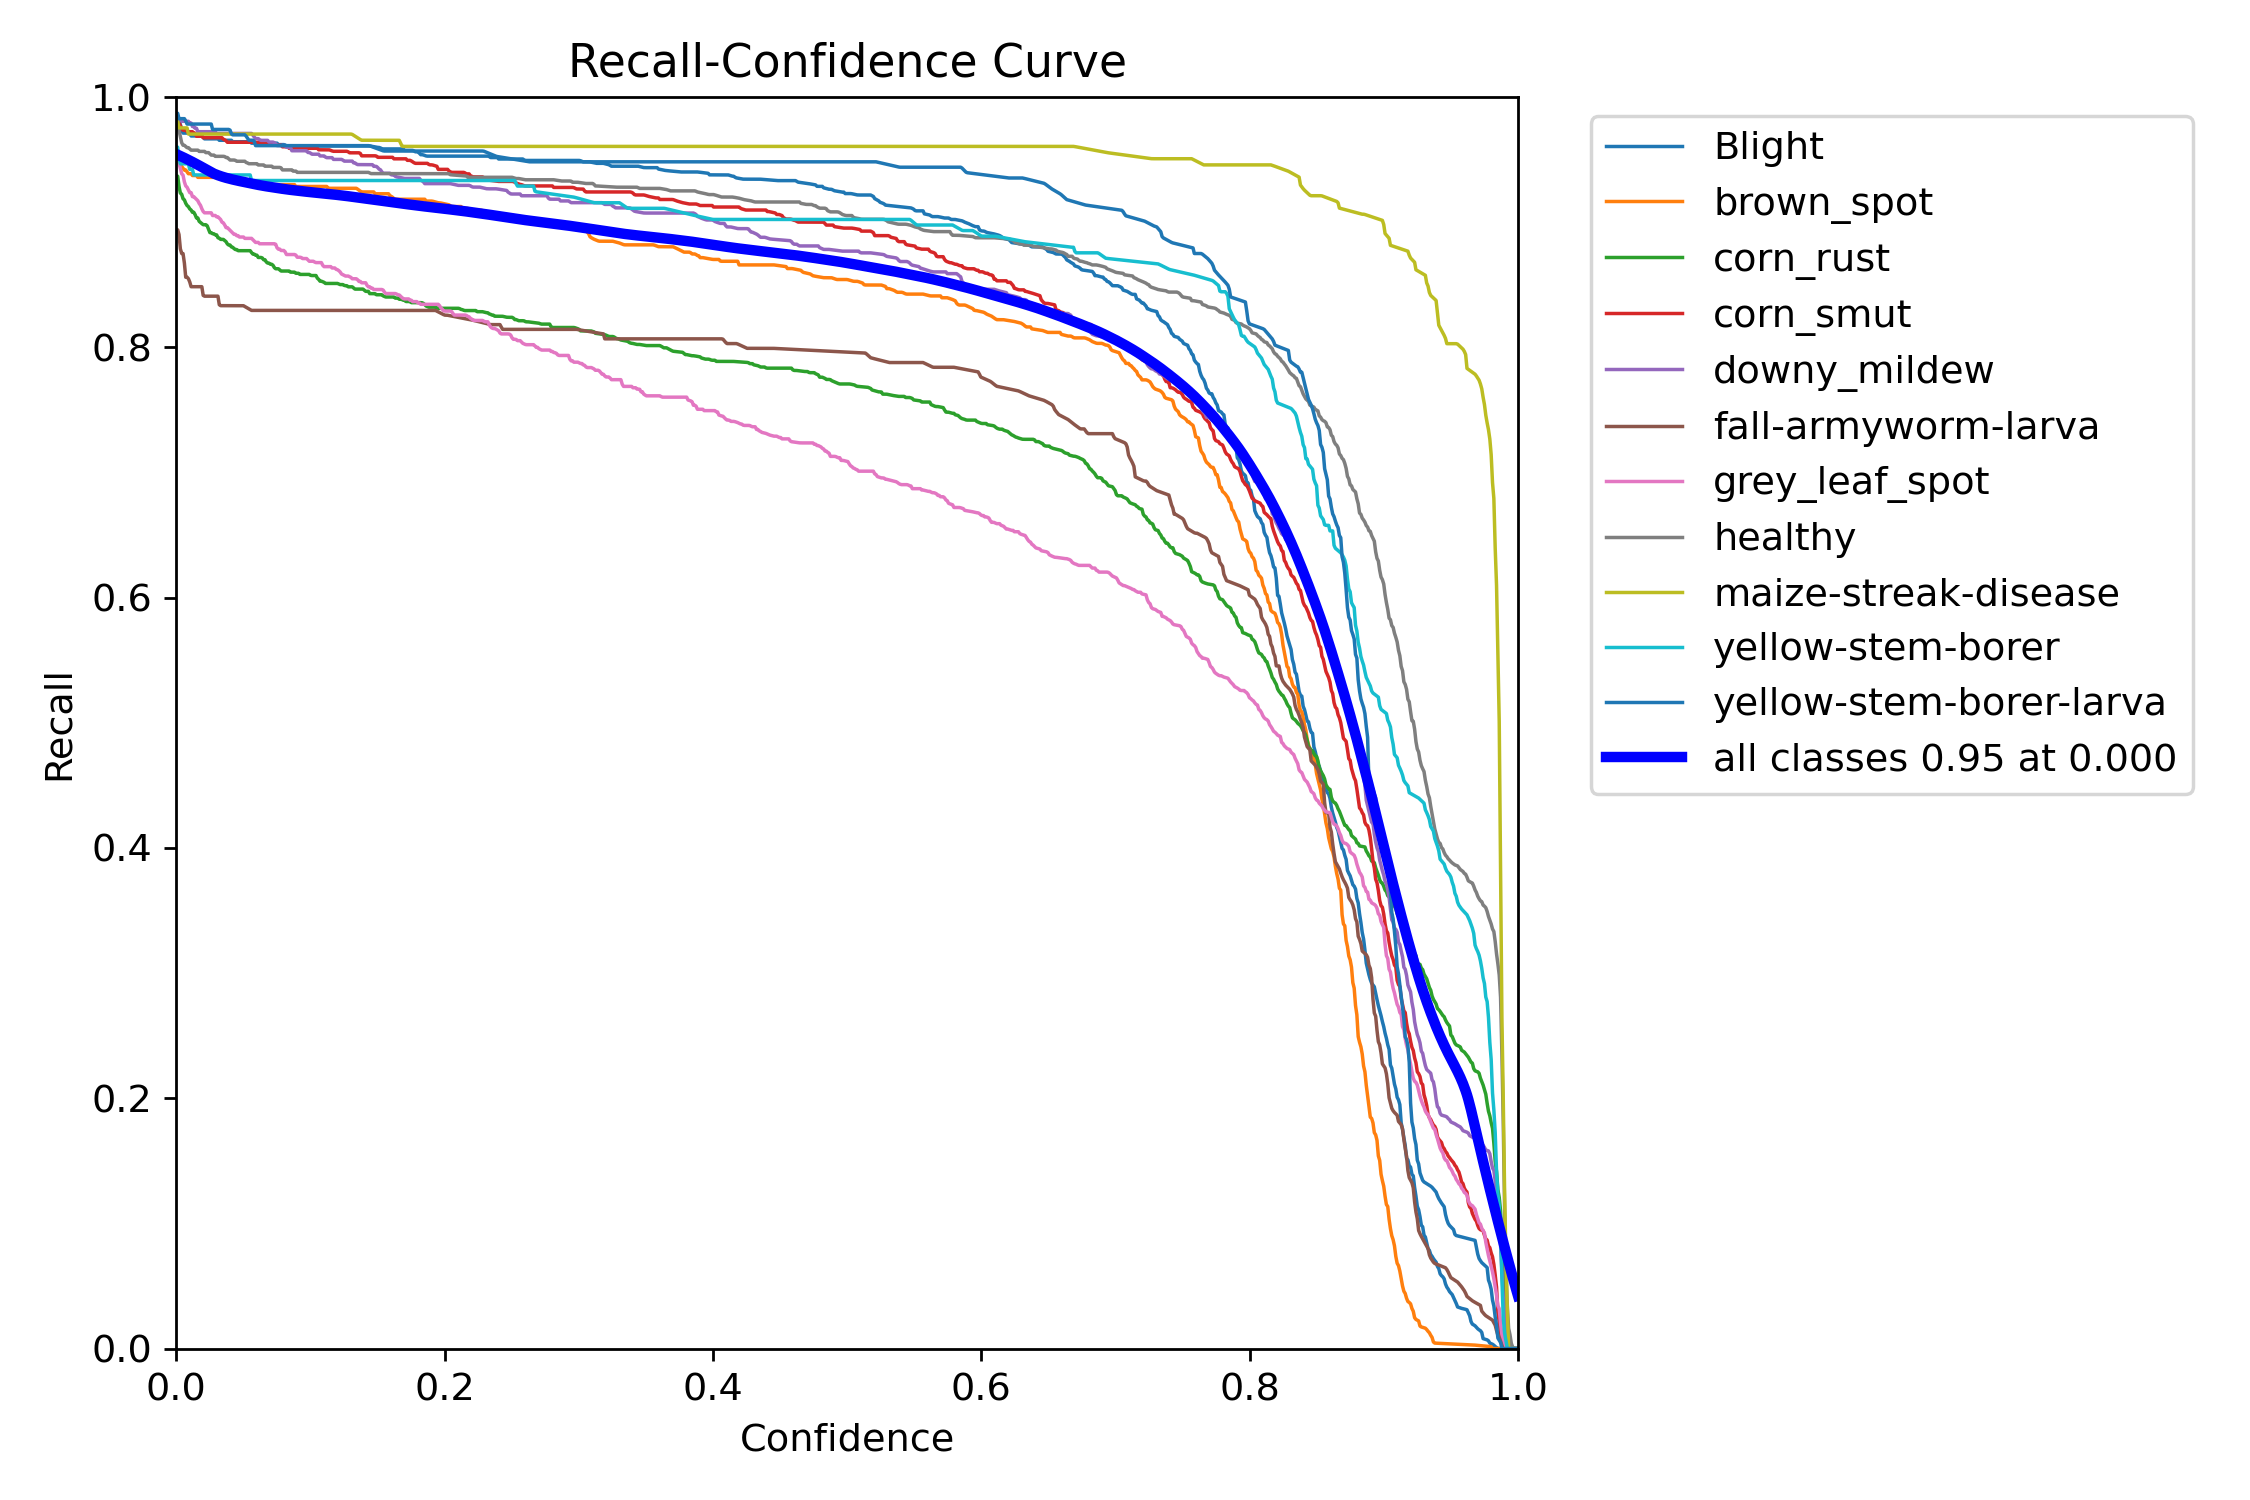 Recall-Confidence Curve
1.0
0.8
0.6
0.4
0.2
0.0
Recall
0.0 0.2 0.4 0.6 0.8 1.0
Confidence
Blight
brown_spot
corn_rust
corn_smut
downy_mildew
fall-armyworm-larva
grey_leaf_spot
healthy
maize-streak-disease
yellow-stem-borer
yellow-stem-borer-larva
all classes 0.95 at 0.000